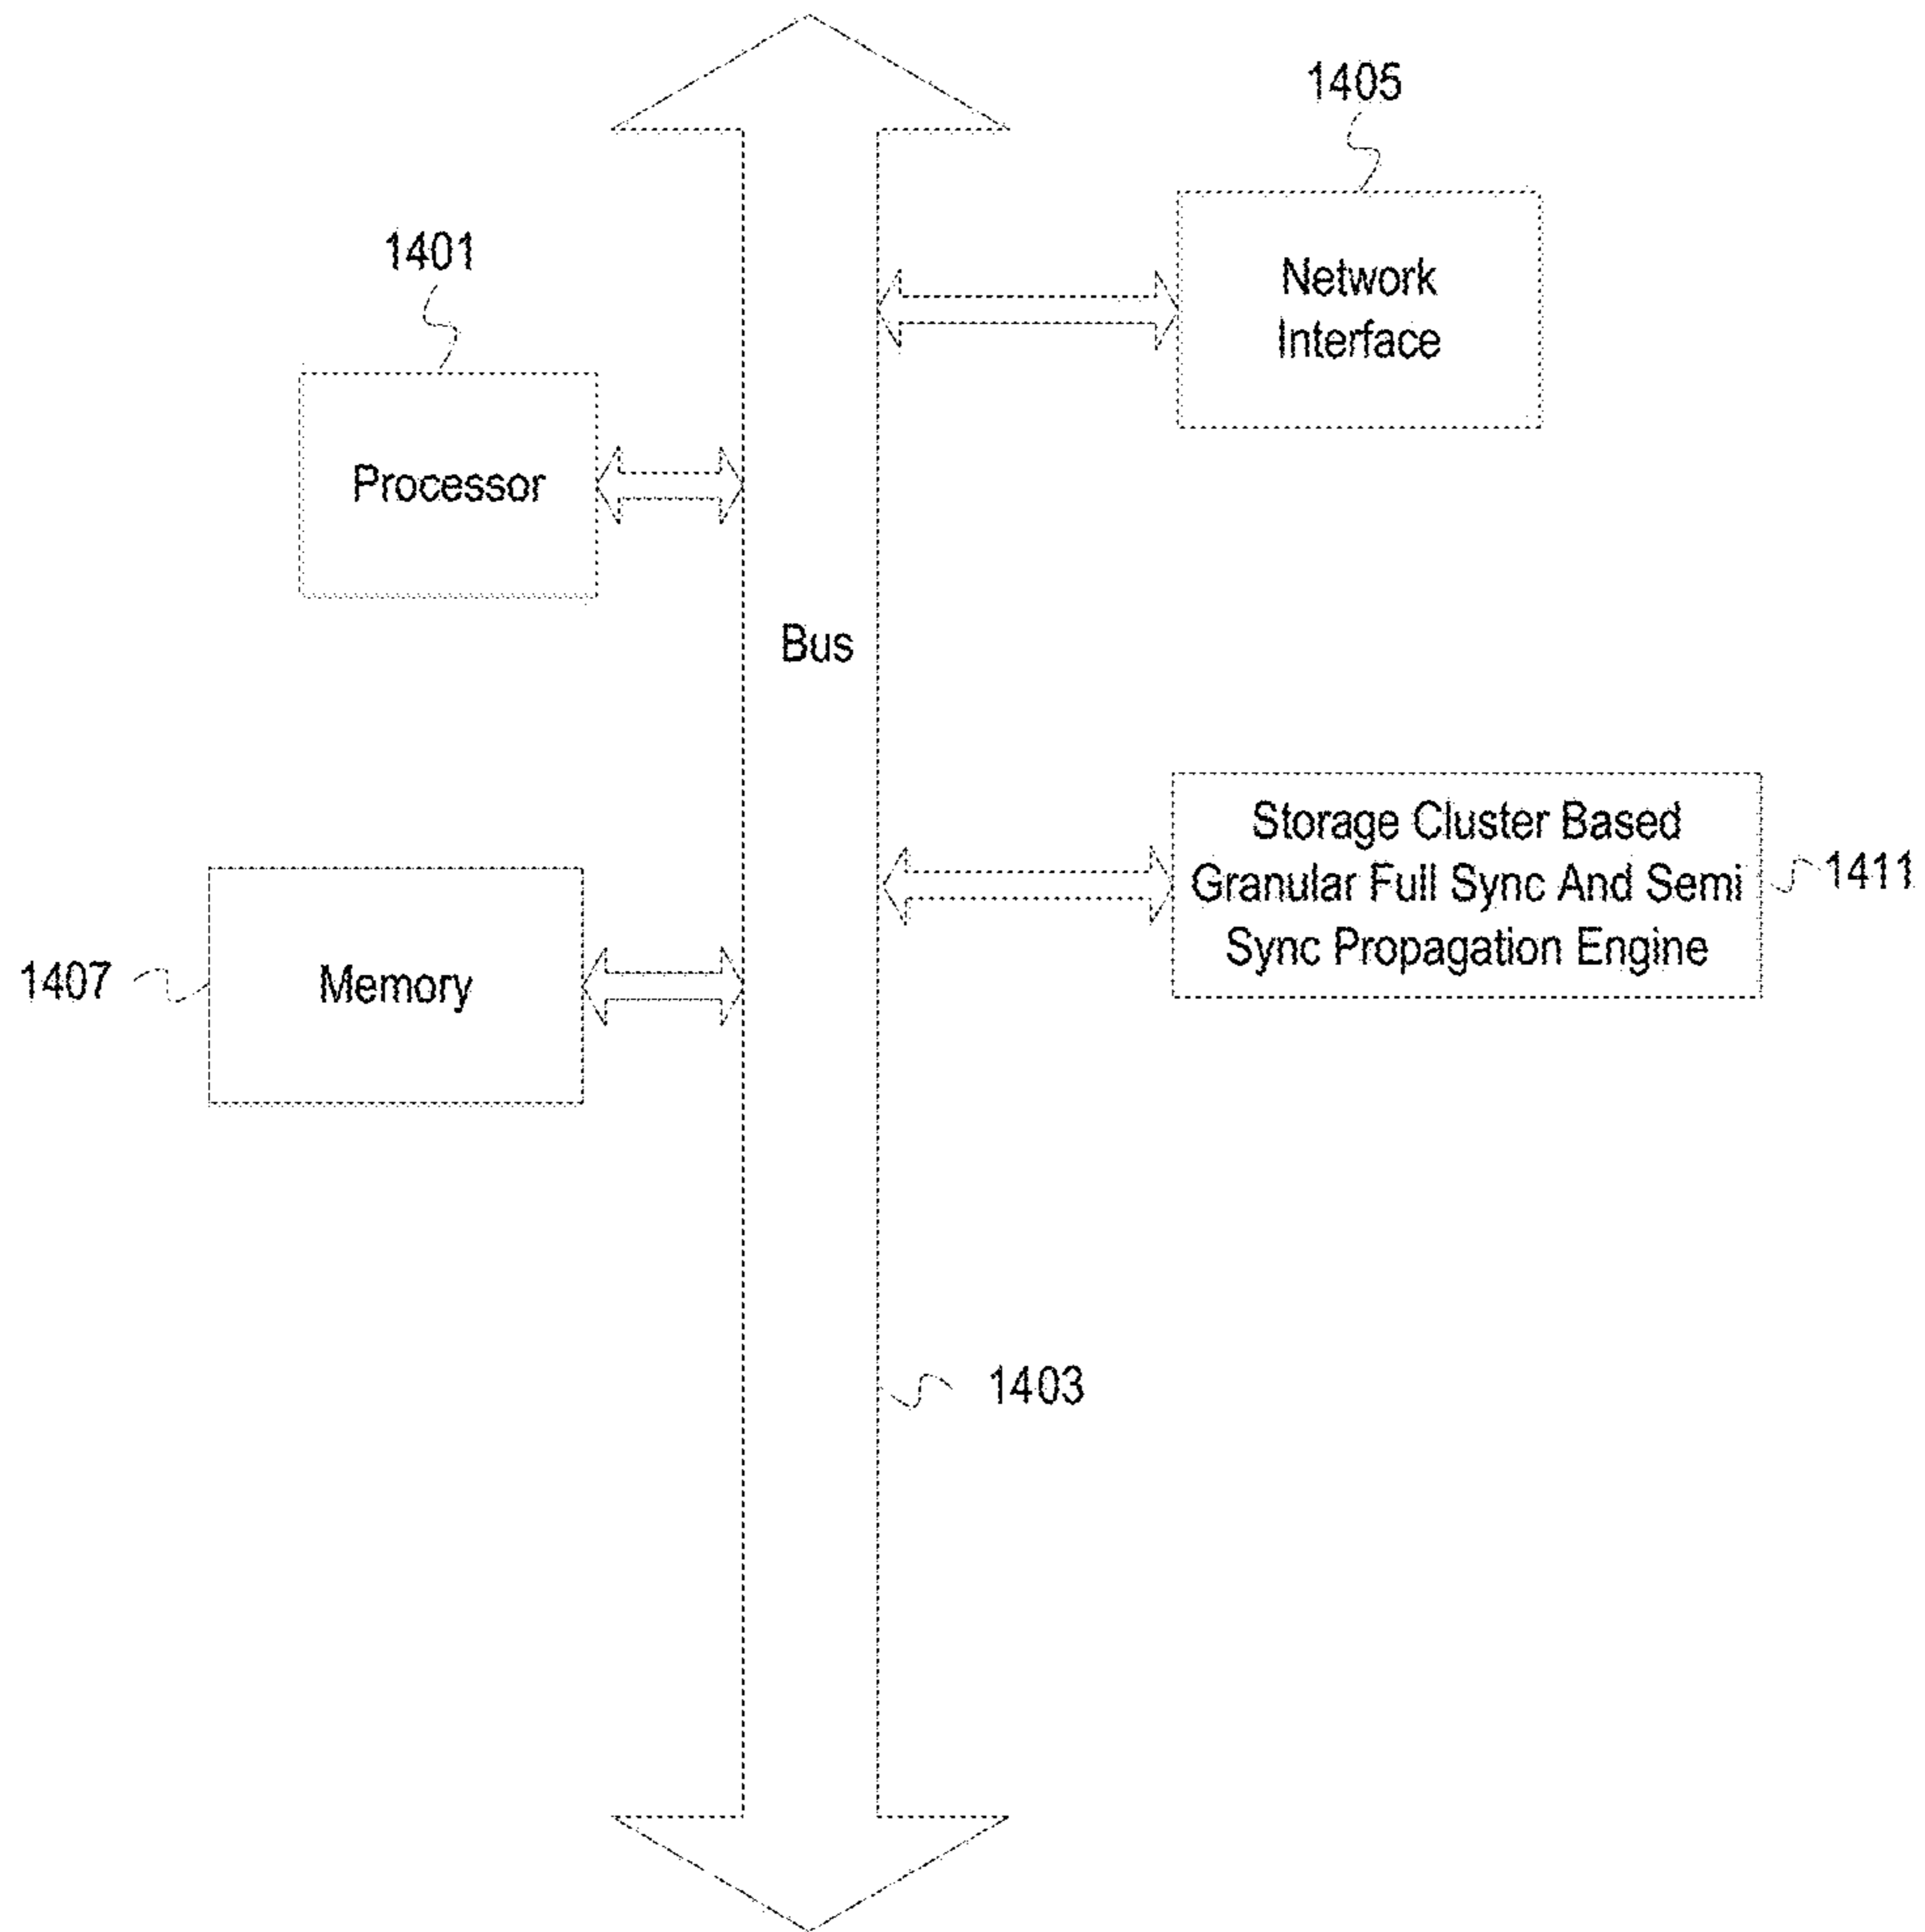 1405
1401
Network
Interface
Processor
Bus
Storage Cluster Based
Granular Full Sync And Semi
Sync Propagation Engine
1411
1407
Memory
1403